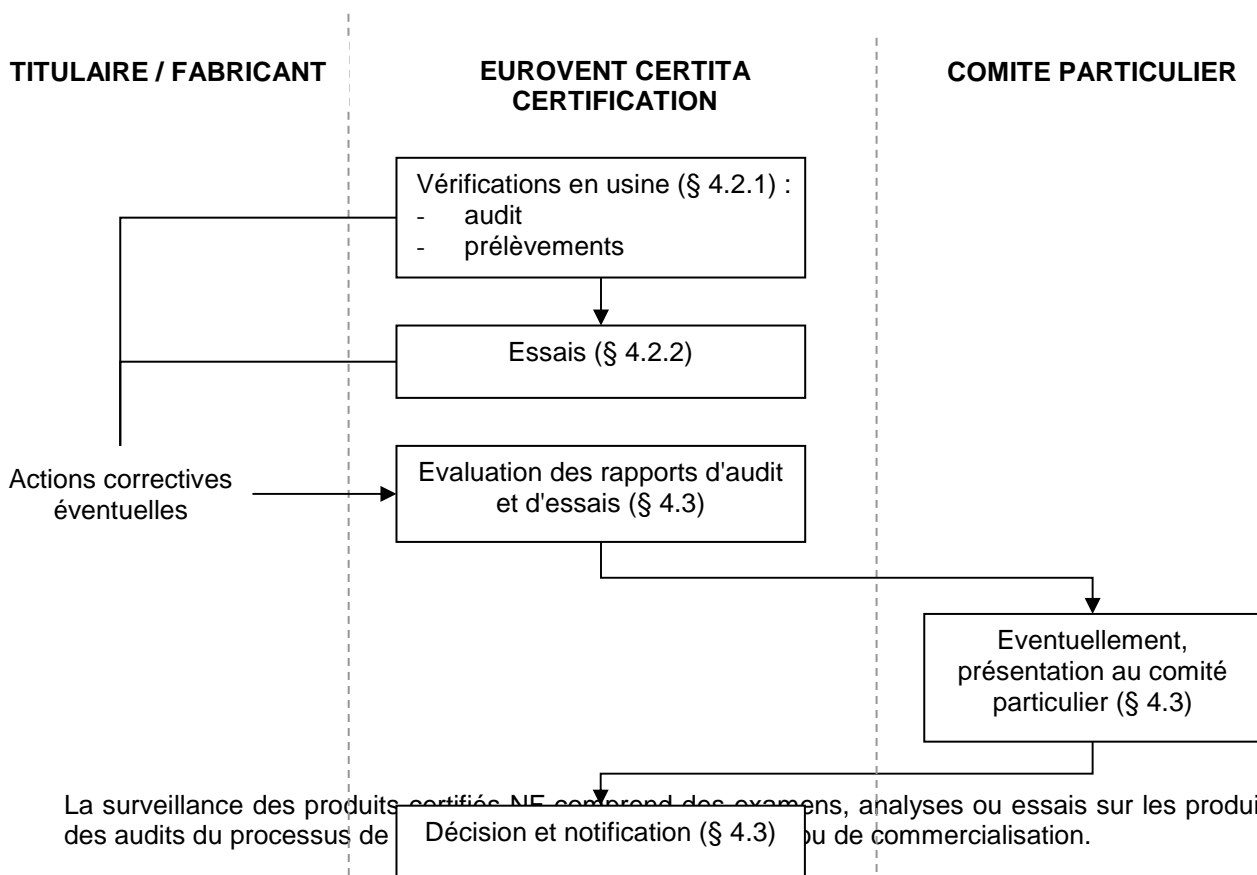 TITULAIRE / FABRICANT
EUROVENT CERTITA
CERTIFICATION
COMITE PARTICULIER
Vérifications en usine (§ 4.2.1) :
- audit
- prélèvements
Essais (§ 4.2.2)
Actions correctives
éventuelles
Evaluation des rapports d'audit
et d'essais (§ 4.3)
Eventuellement,
présentation au comité
particulier (§ 4.3)
La surveillance des produits certifiés NF comprend des examens, analyses ou essais sur les produi
des audits du processus de
Décision et notification (§ 4.3)
ou de commercialisation.